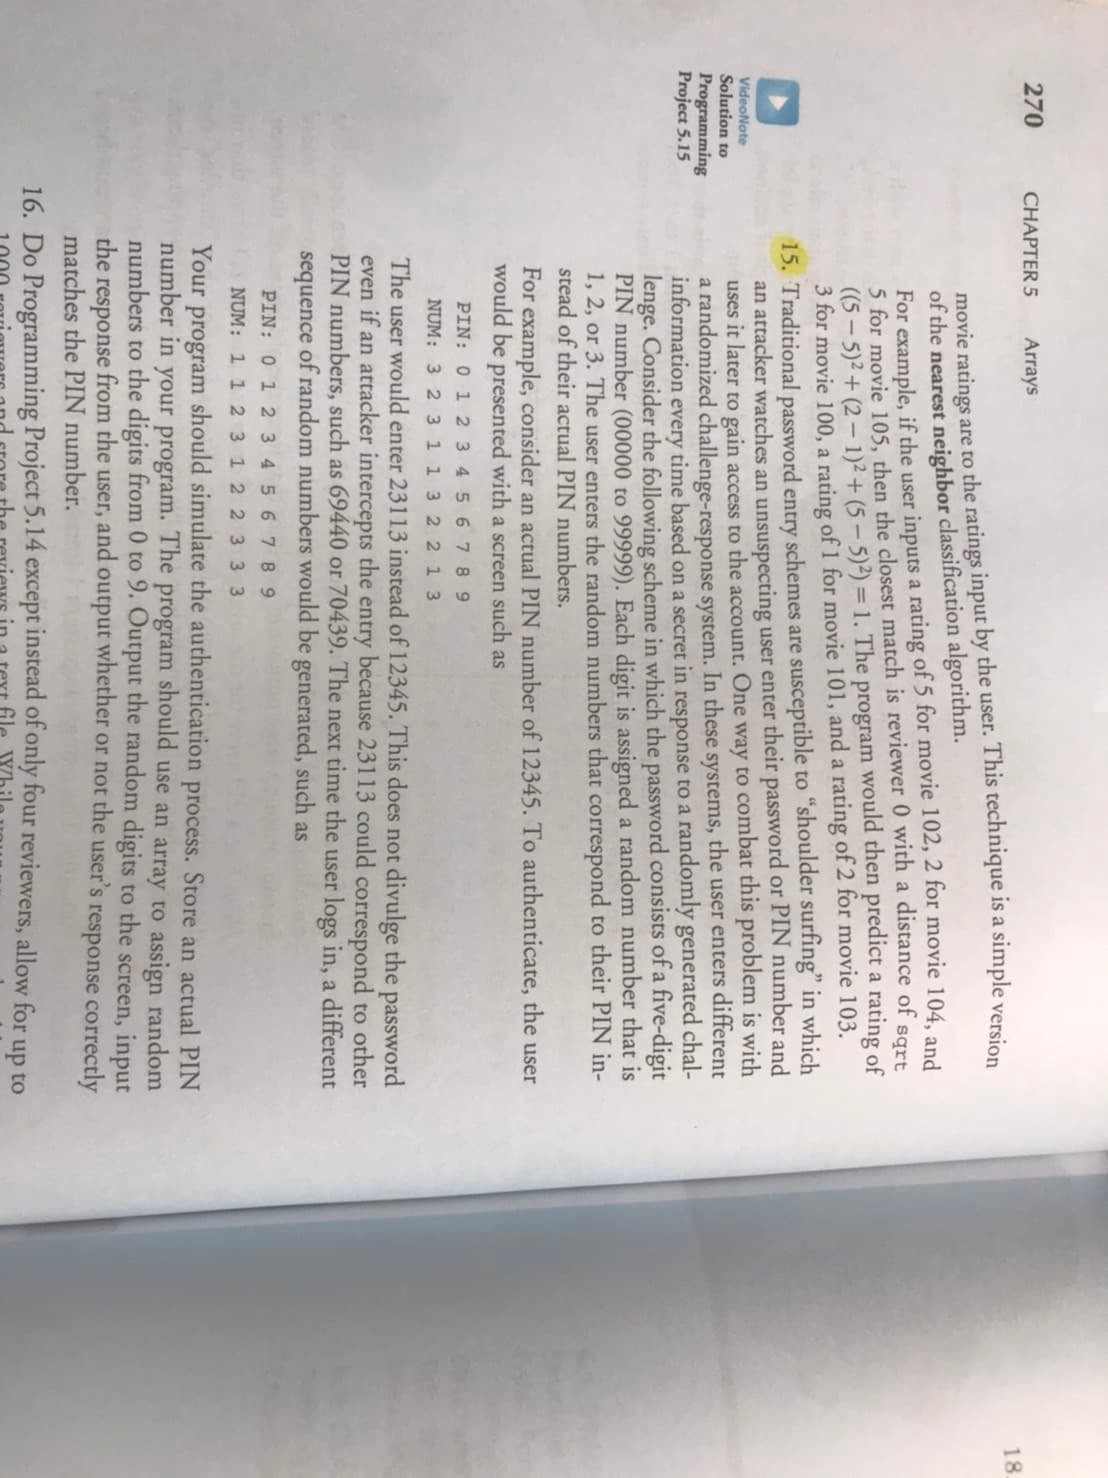 270 CHAPTER 5 Arrays
movie ratings are to the ratings input by the user. This technique is a simple version
of the nearest neighbor classification algorithm.
For example, if the user inputs a rating of 5 for movie 102, 2 for movie 104, and
5 for movie 105, then the closest match is reviewer 0 with a distance of sqrt
((5 – 5)² + (2 – 1)² + (5 – 5)²) = 1. The program would then predict a rating of
3 for movie 100, a rating of 1 for movie 101, and a rating of 2 for movie 103.
15. Traditional password entry schemes are susceptible to “shoulder surfing” in which
an attacker watches an unsuspecting user enter their password or PIN number and
uses it later to gain access to the account. One way to combat this problem is with
a randomized challenge-response system. In these systems, the user enters different
information every time based on a secret in response to a randomly generated chal-
lenge. Consider the following scheme in which the password consists of a five-digit
PIN number (00000 to 99999). Each digit is assigned a random number that is
1, 2, or 3. The user enters the random numbers that correspond to their PIN in-
stead of their actual PIN numbers.
VideoNote
Solution to
Programming
Project 5.15
For example, consider an actual PIN number of 12345. To authenticate, the user
would be presented with a screen such as
PIN: 0 1 2 3 4 5 6 7 8 9
NUM: 3 2 3 1 1 3 2 2 1 3
The user would enter 23113 instead of 12345. This does not divulge the password
even if an attacker intercepts the entry because 23113 could correspond to other
PIN numbers, such as 69440 or 70439. The next time the user logs in, a different
sequence of random numbers would be generated, such as
PIN: 0 1 2 3 4 5 6 7 8 9
NUM: 1 1 2 3 1 2 2 3 3 3
Your program should simulate the authentication process. Store an actual PIN
number in your program. The program should use an array to assign random
numbers to the digits from 0 to 9. Output the random digits to the screen, input
the response from the user, and output whether or not the user’s response correctly
matches the PIN number.
16. Do Programming Project 5.14 except instead of only four reviewers, allow for up to
1000 reviewers and store the reviews in a text file. While
18.